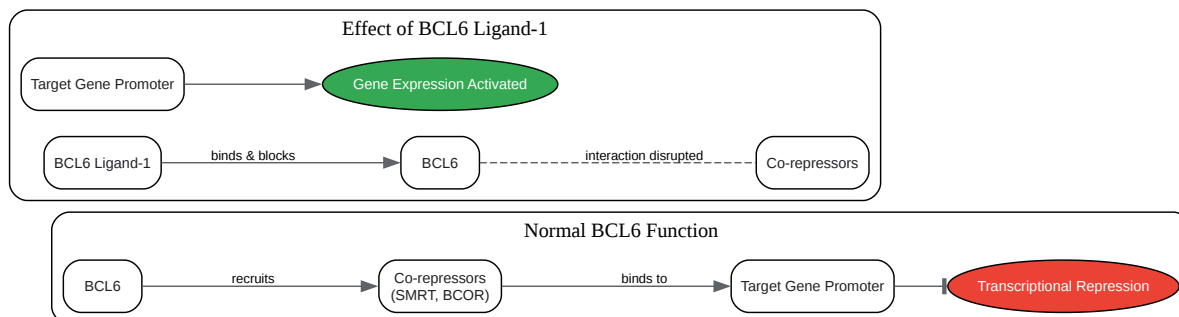 Effect of BCL6 Ligand-1
Target Gene Promoter
Gene Expression Activated
BCL6 Ligand-1
binds & blocks
BCL6
interaction disrupted
Co-repressors
Normal BCL6 Function
BCL6
recruits
Co-repressors
(SMRT, BCOR)
binds to
Target Gene Promoter
Transcriptional Repression